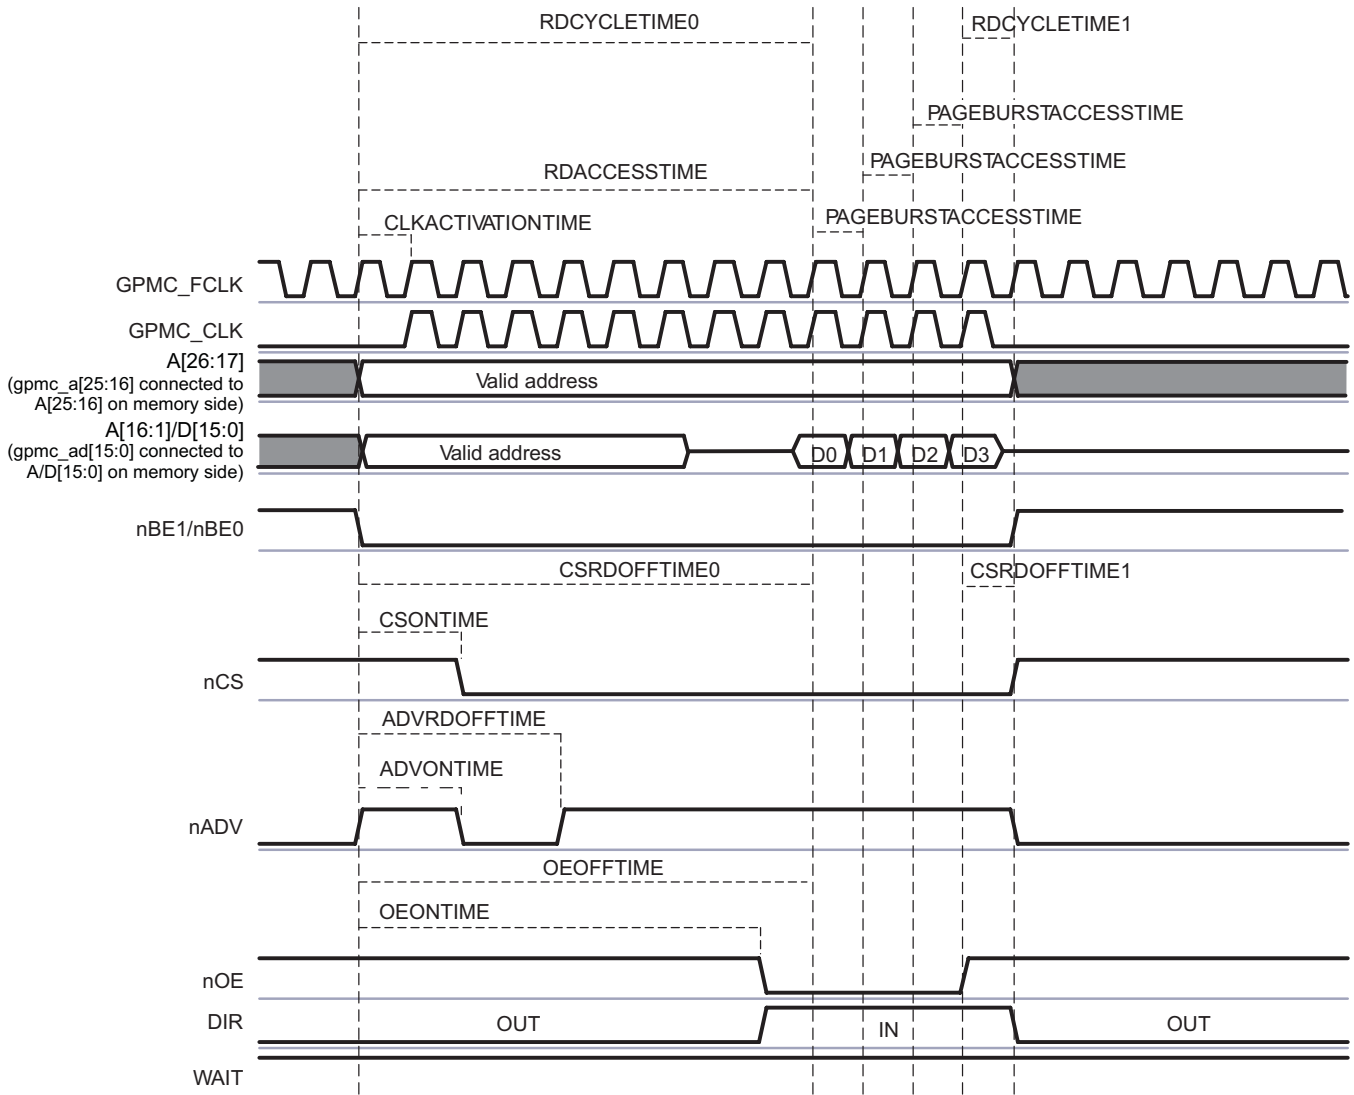 RDCYCLETIME0
RDCYCLETIME1
PAGEBURSTACCESSTIME
PAGEBURSTACCESSTIME
RDACCESSTIME
PAGEBURSTACCESSTIME
CLKACTIVATIONTIME
GPMC_FCLK
GPMC_CLK
A[26:17]
(gpmc_a[25:16] connected to
A[25:16] on memory side)
Valid address
A[16:1]/D[15:0]
(gpmc_ad[15:0] connected to
A/D[15:0] on memory side)
Valid address
D0 D1 D2 D3
nBE1/nBE0
CSRDOFFTIME0
CSRDOFFTIME1
CSONTIME
nCS
ADVRDOFFTIME
ADVONTIME
nADV
OEOFFTIME
OEONTIME
nOE
DIR
OUT
IN
OUT
WAIT